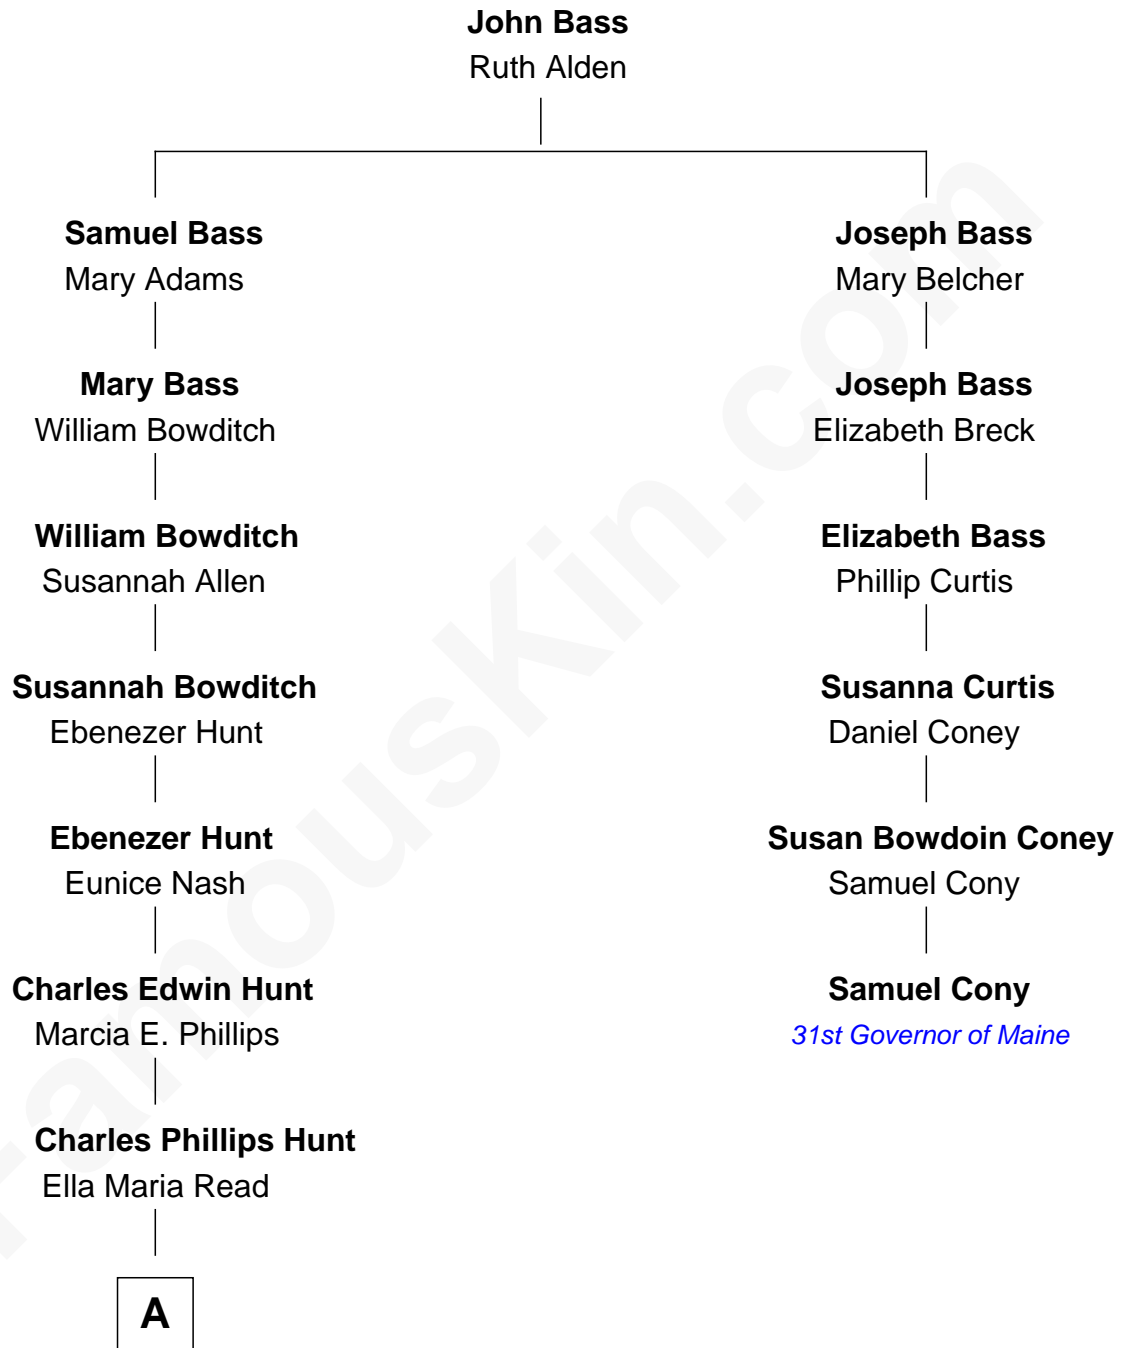 John Bass
Ruth Alden
Samuel Bass
Mary Adams
Joseph Bass
Mary Belcher
Mary Bass
William Bowditch
Joseph Bass
Elizabeth Breck
William Bowditch
Susannah Allen
Elizabeth Bass
Phillip Curtis
Susannah Bowditch
Ebenezer Hunt
Susanna Curtis
Daniel Coney
Ebenezer Hunt
Eunice Nash
Susan Bowdoin Coney
Samuel Cony
Charles Edwin Hunt
Marcia E. Phillips
Samuel Cony
31st Governor of Maine
Charles Phillips Hunt
Ella Maria Read
A
FamousKin.com